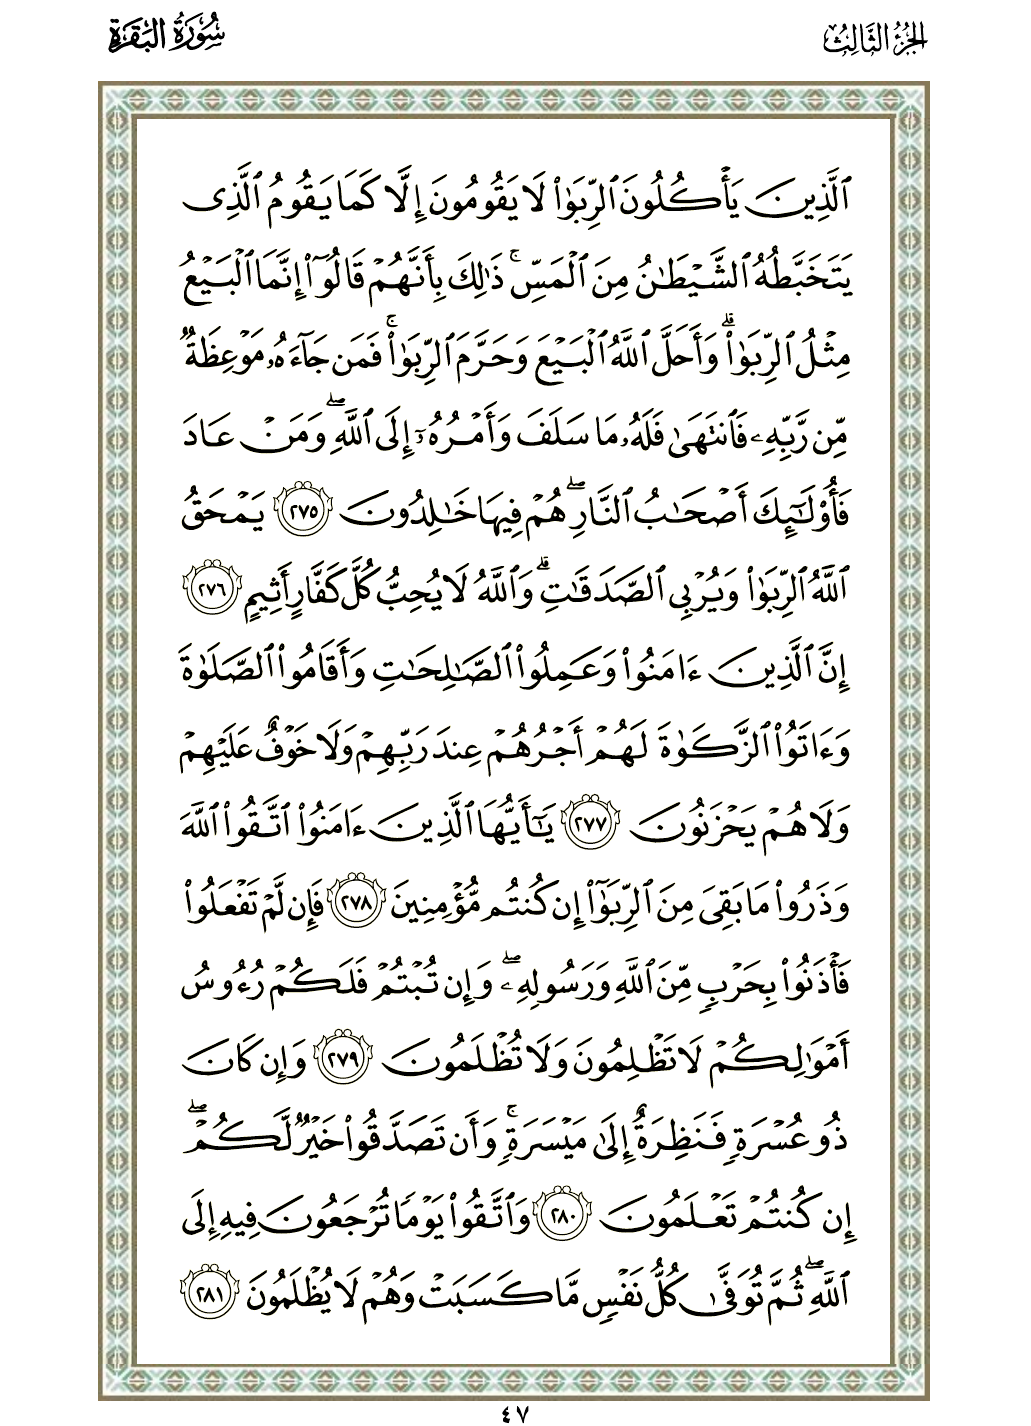 الجزء الثالث
سورة البقرة
ٱلَّذِينَ يَأْكُلُونَ ٱلرِّبَوٰا۟ لَا يَقُومُونَ إِلَّا كَمَا يَقُومُ ٱلَّذِى
يَتَخَبَّطُهُ ٱلشَّيْطَـٰنُ مِنَ ٱلْمَسِّ ۚ ذَٰلِكَ بِأَنَّهُمْ قَالُوٓا۟ إِنَّمَا ٱلْبَيْعُ
مِثْلُ ٱلرِّبَوٰا۟ ۗ وَأَحَلَّ ٱللَّهُ ٱلْبَيْعَ وَحَرَّمَ ٱلرِّبَوٰا۟ ۚ فَمَن جَآءَهُۥ مَوْعِظَةٌ
مِّن رَّبِّهِۦ فَٱنتَهَىٰ فَلَهُۥ مَا سَلَفَ وَأَمْرُهُۥٓ إِلَى ٱللَّهِ ۖ وَمَنْ عَادَ
فَأُو۟لَـٰٓئِكَ أَصْحَـٰبُ ٱلنَّارِ ۖ هُمْ فِيهَا خَـٰلِدُونَ ٢٧٥ يَمْحَقُ
ٱللَّهُ ٱلرِّبَوٰا۟ وَيُرْبِى ٱلصَّدَقَـٰتِ ۗ وَٱللَّهُ لَا يُحِبُّ كُلَّ كَفَّارٍ أَثِيمٍ ٢٧٦
إِنَّ ٱلَّذِينَ ءَامَنُوا۟ وَعَمِلُوا۟ ٱلصَّـٰلِحَـٰتِ وَأَقَامُوا۟ ٱلصَّلَوٰةَ
وَءَاتَوُا۟ ٱلزَّكَوٰةَ لَهُمْ أَجْرُهُمْ عِندَ رَبِّهِمْ وَلَا خَوْفٌ عَلَيْهِمْ
وَلَا هُمْ يَحْزَنُونَ ٢٧٧ يَـٰٓأَيُّهَا ٱلَّذِينَ ءَامَنُوا۟ ٱتَّقُوا۟ ٱللَّهَ
وَذَرُوا۟ مَا بَقِىَ مِنَ ٱلرِّبَوٰٓا۟ إِن كُنتُم مُّؤْمِنِينَ ٢٧٨ فَإِن لَّمْ تَفْعَلُوا۟
فَأْذَنُوا۟ بِحَرْبٍ مِّنَ ٱللَّهِ وَرَسُولِهِۦ ۖ وَإِن تُبْتُمْ فَلَكُمْ رُءُوسُ
أَمْوَٰلِكُمْ لَا تَظْلِمُونَ وَلَا تُظْلَمُونَ ٢٧٩ وَإِن كَانَ
ذُو عُسْرَةٍ فَنَظِرَةٌ إِلَىٰ مَيْسَرَةٍ ۚ وَأَن تَصَدَّقُوا۟ خَيْرٌ لَّكُمْ ۖ
إِن كُنتُمْ تَعْلَمُونَ ٢٨٠ وَٱتَّقُوا۟ يَوْمًا تُرْجَعُونَ فِيهِ إِلَى
ٱللَّهِ ۖ ثُمَّ تُوَفَّىٰ كُلُّ نَفْسٍ مَّا كَسَبَتْ وَهُمْ لَا يُظْلَمُونَ ٢٨١
٤٧